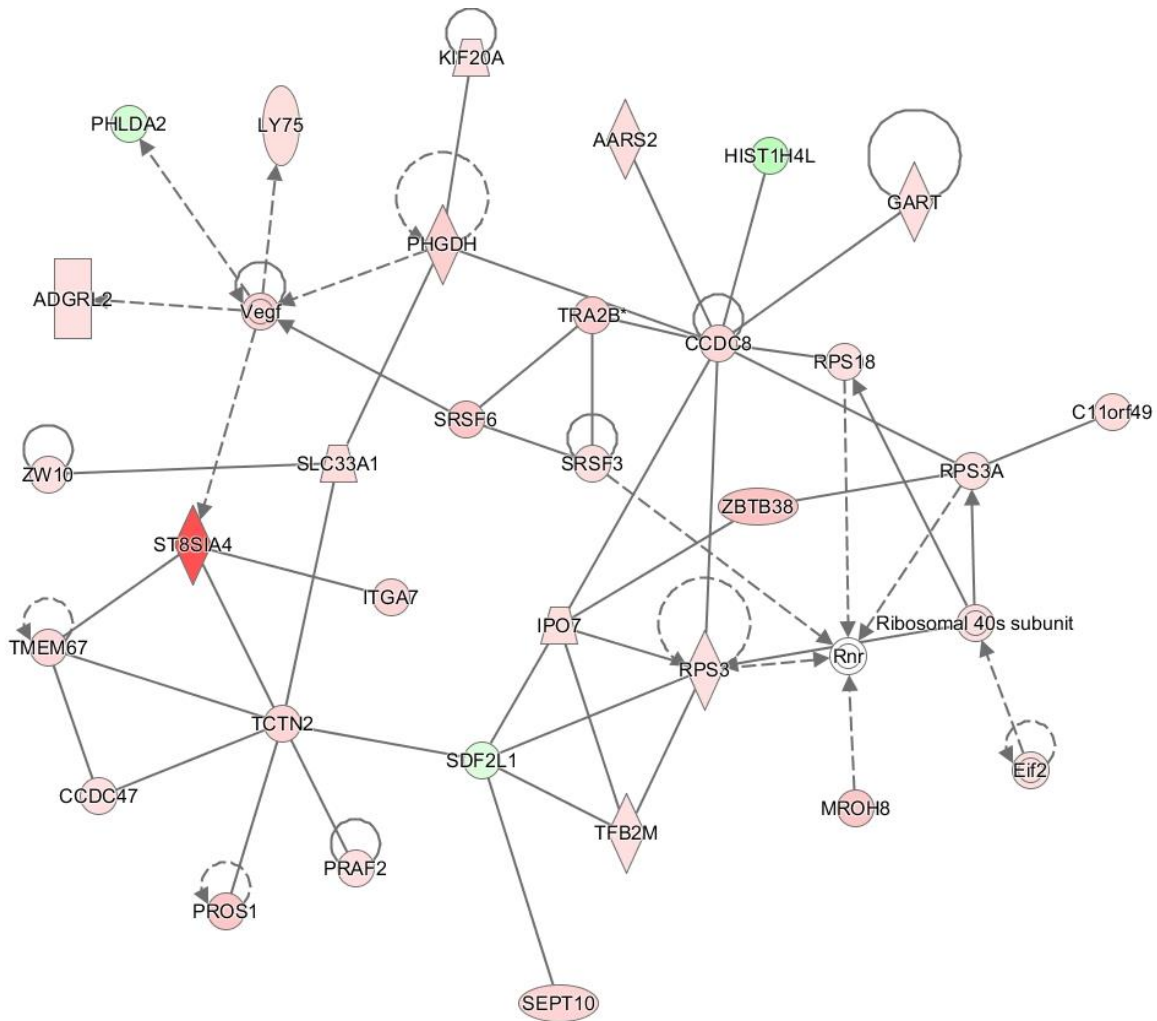 KIF20A
PHLDA2
LY75
AARS2
HIST1H4L
GART
PHGDH
ADGRL2
Vegf
TRA2B*
CCDC8
RPS18
C11orf49
SRSF6
SRSF3
ZW10
SLC33A1
RPS3A
ZBTB38
ST8SIA4
ITGA7
IPO7
Ribosomal 40s subunit
TMEM67
RPS3
Rnr
TCTN2
SDF2L1
Eif2
CCDC47
MROH8
TFB2M
PRAF2
PROS1
SEPT10